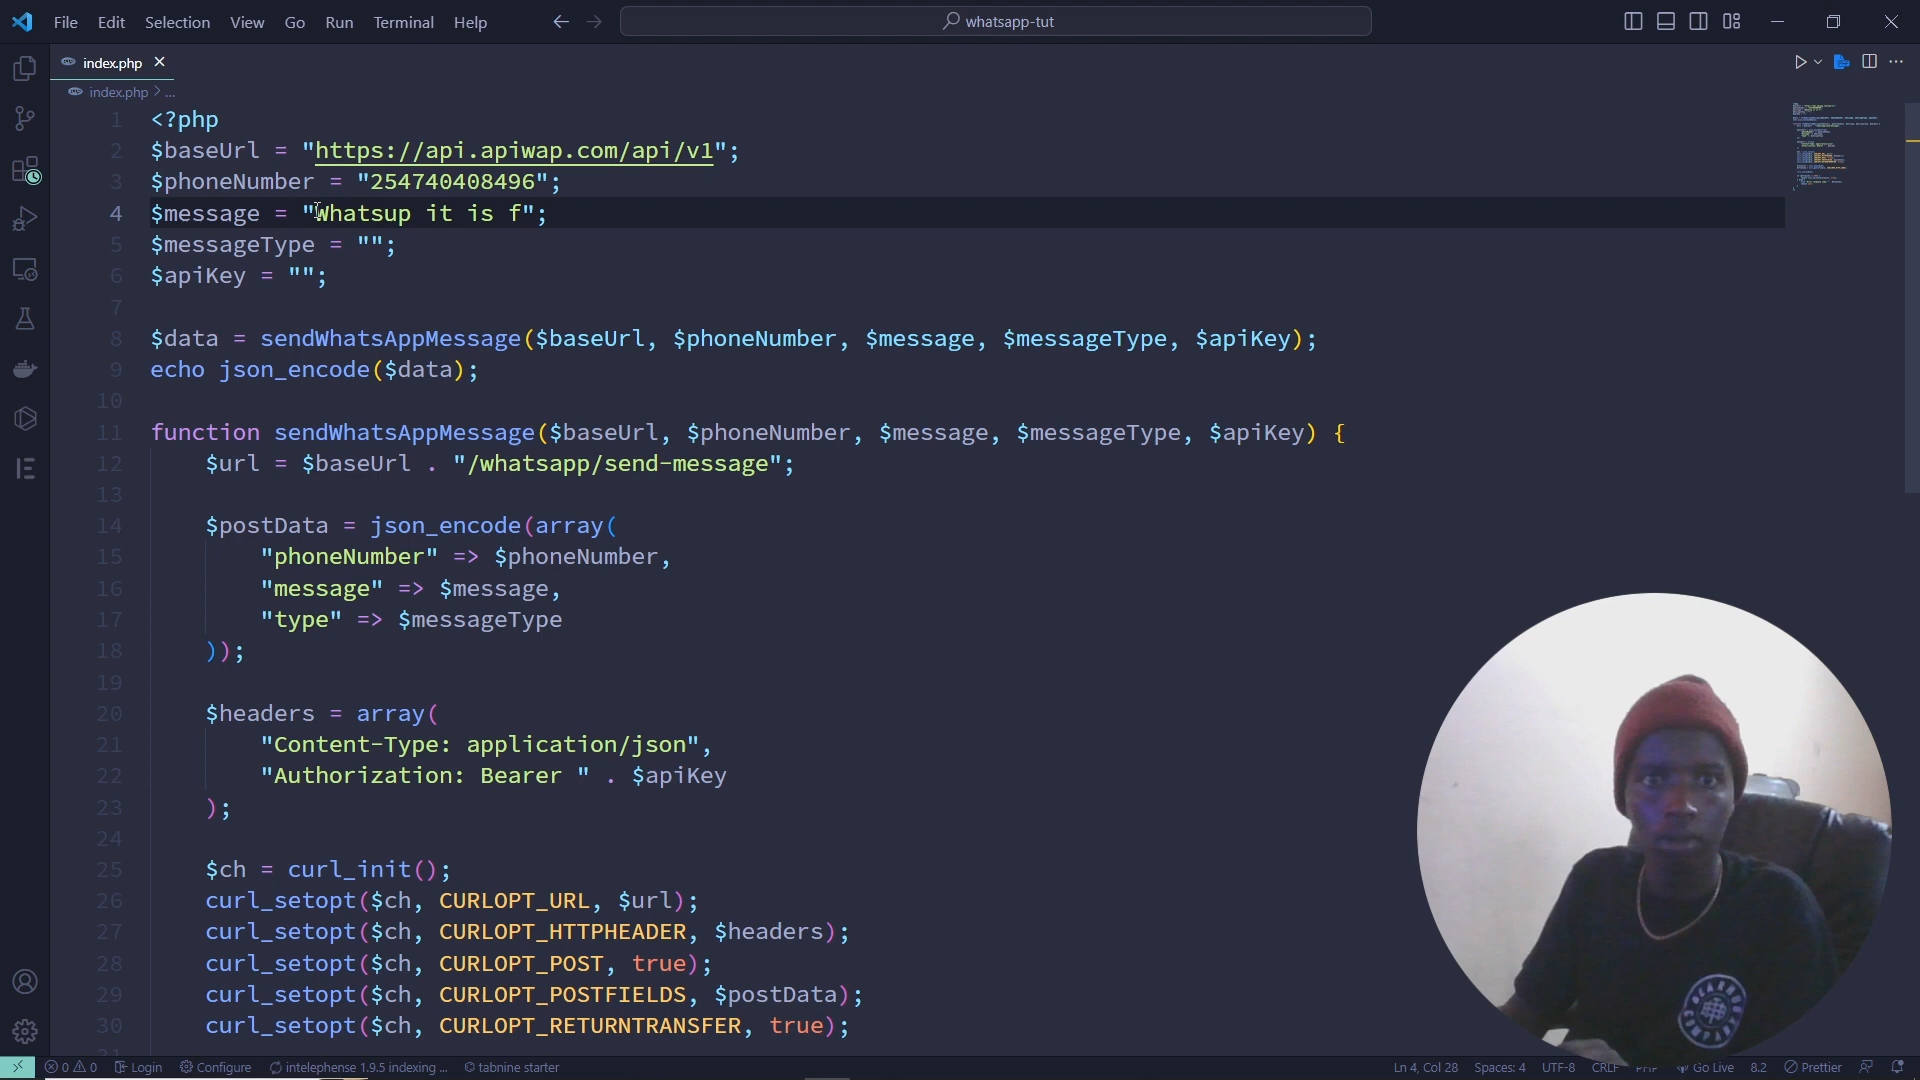 File Edit Selection View Go Run Terminal Help
whatsapp-tut
index.php
index.php > ...
1 <?php
2 $baseUrl = "https://api.apiwap.com/api/v1";
3 $phoneNumber = "254740408496";
4 $message = "Whatsup it is f";
5 $messageType = "";
6 $apiKey = "";
7
8 $data = sendWhatsAppMessage($baseUrl, $phoneNumber, $message, $messageType, $apiKey);
9 echo json_encode($data);
10
11 function sendWhatsAppMessage($baseUrl, $phoneNumber, $message, $messageType, $apiKey) {
12 $url = $baseUrl . "/whatsapp/send-message";
13
14 $postData = json_encode(array(
15 "phoneNumber" => $phoneNumber,
16 "message" => $message,
17 "type" => $messageType
18 ));
19
20 $headers = array(
21 "Content-Type: application/json",
22 "Authorization: Bearer " . $apiKey
23 );
24
25 $ch = curl_init();
26 curl_setopt($ch, CURLOPT_URL, $url);
27 curl_setopt($ch, CURLOPT_HTTPHEADER, $headers);
28 curl_setopt($ch, CURLOPT_POST, true);
29 curl_setopt($ch, CURLOPT_POSTFIELDS, $postData);
30 curl_setopt($ch, CURLOPT_RETURNTRANSFER, true);
0 0 Login Configure intelephense 1.9.5 indexing ... tabnine starter Ln 4, Col 28 Spaces: 4 UTF-8 CRLF PHP Go Live 8.2 Prettier